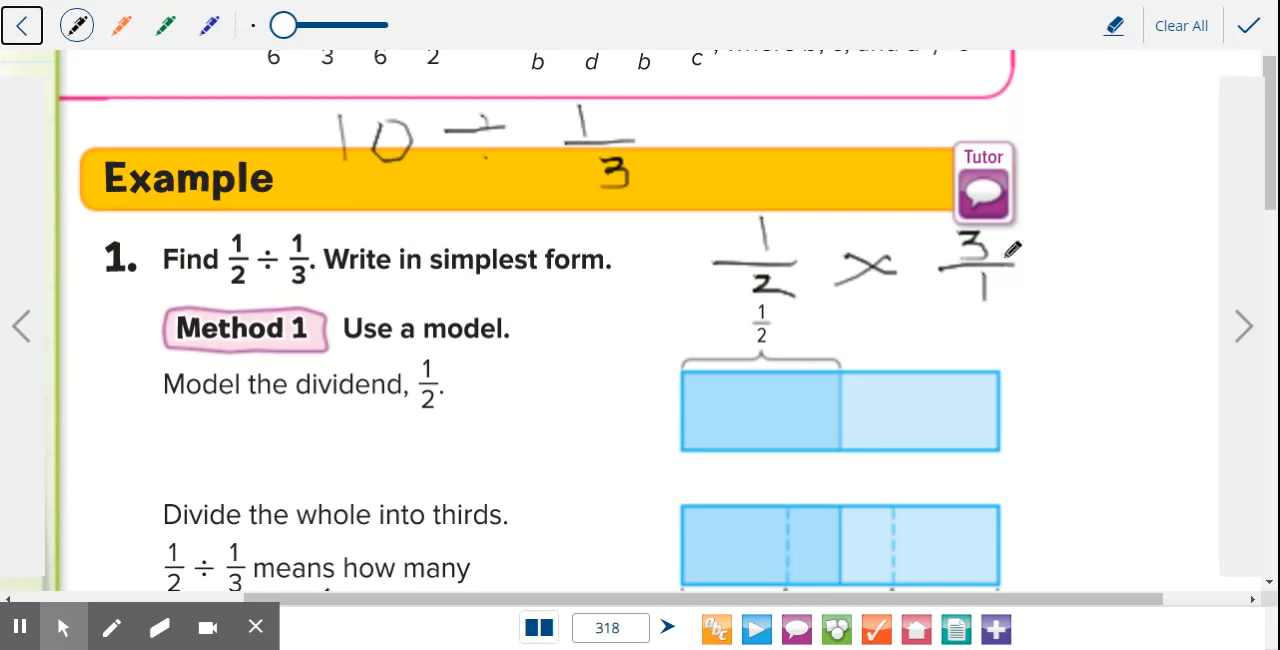 Clear All
6 3 6 2 b d b c
10 ÷ 1/3
Example
Tutor
1. Find 1/2 ÷ 1/3. Write in simplest form.
1/2 × 3/1
Method 1 Use a model.
1/2
Model the dividend, 1/2.
Divide the whole into thirds.
1/2 ÷ 1/3 means how many
318
abc